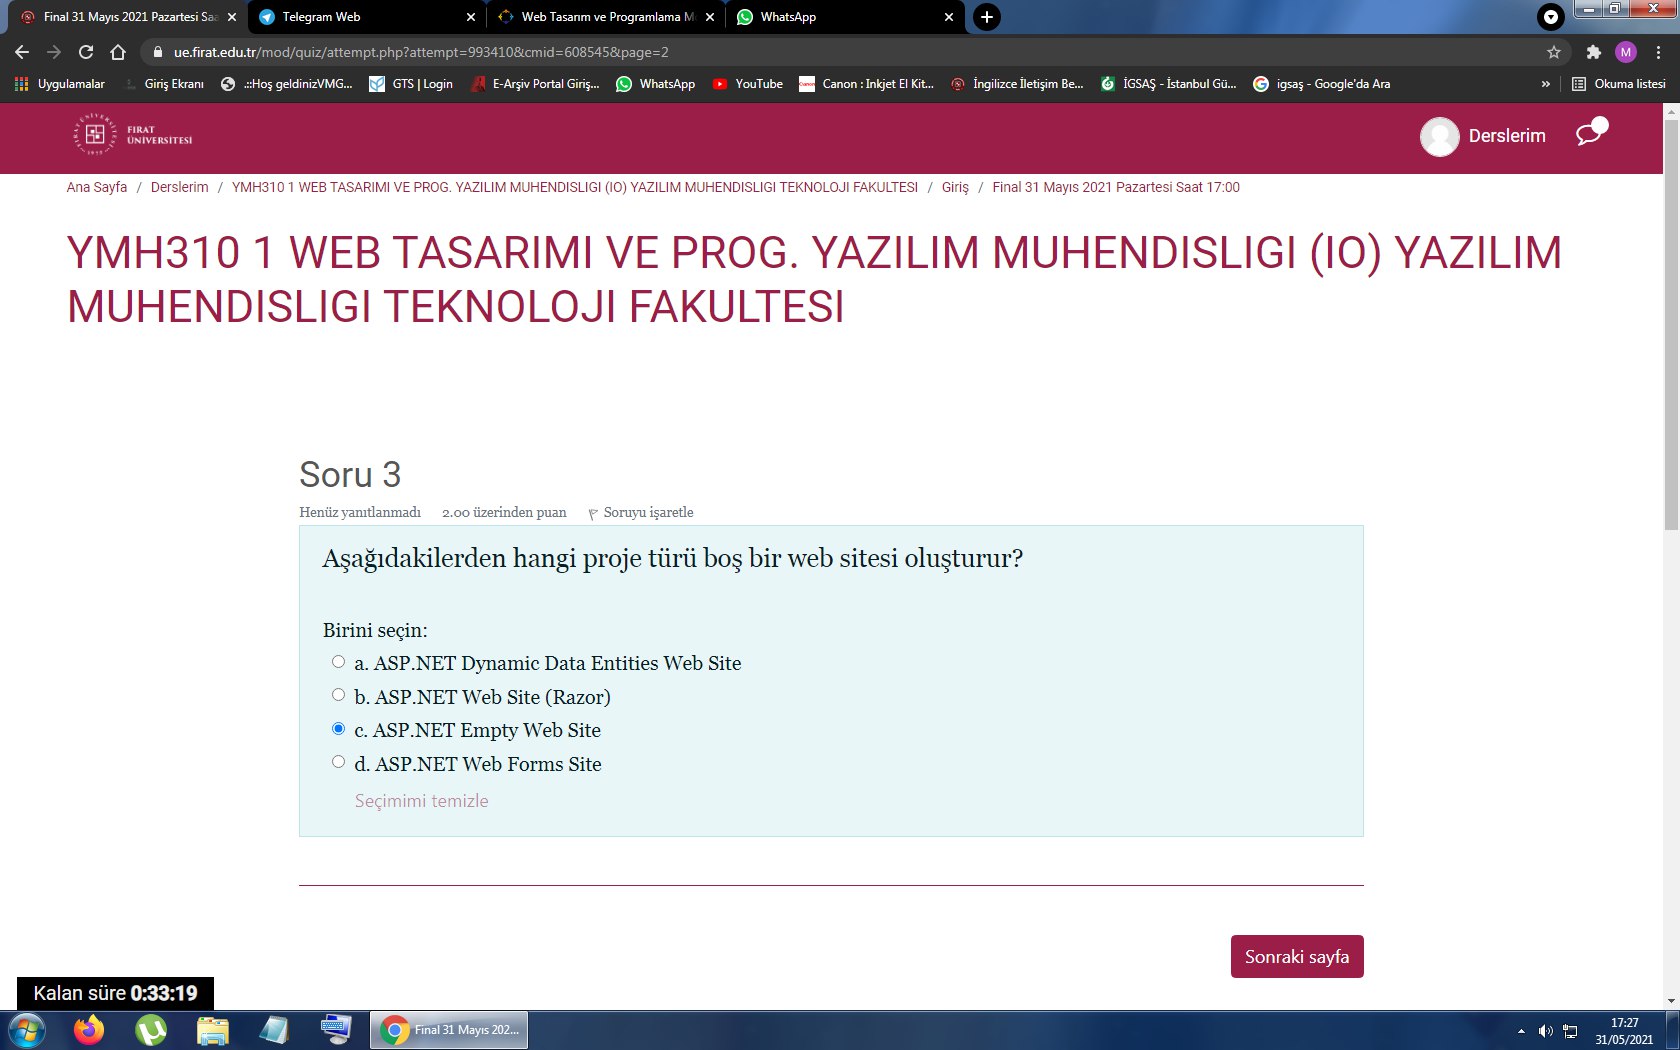 Final 31 Mayıs 2021 Pazartesi Saa
Telegram Web
Web Tasarım ve Programlama M
WhatsApp
ue.firat.edu.tr/mod/quiz/attempt.php?attempt=993410&cmid=608545&page=2
M
Uygulamalar
Giriş Ekranı
.::Hoş geldinizVMG...
GTS | Login
E-Arşiv Portal Giriş...
WhatsApp
YouTube
Canon : Inkjet El Kit...
İngilizce İletişim Be...
İGSAŞ - İstanbul Gü...
igsaş - Google'da Ara
»
Okuma listesi
FIRAT
ÜNİVERSİTESİ
Derslerim
Ana Sayfa / Derslerim / YMH310 1 WEB TASARIMI VE PROG. YAZILIM MUHENDISLIGI (IO) YAZILIM MUHENDISLIGI TEKNOLOJI FAKULTESI / Giriş / Final 31 Mayıs 2021 Pazartesi Saat 17:00
YMH310 1 WEB TASARIMI VE PROG. YAZILIM MUHENDISLIGI (IO) YAZILIM
MUHENDISLIGI TEKNOLOJI FAKULTESI
Soru 3
Henüz yanıtlanmadı 2.00 üzerinden puan Soruyu işaretle
Aşağıdakilerden hangi proje türü boş bir web sitesi oluşturur?
Birini seçin:
a. ASP.NET Dynamic Data Entities Web Site
b. ASP.NET Web Site (Razor)
c. ASP.NET Empty Web Site
d. ASP.NET Web Forms Site
Seçimimi temizle
Sonraki sayfa
Kalan süre 0:33:19
Final 31 Mayıs 202...
17:27
31/05/2021